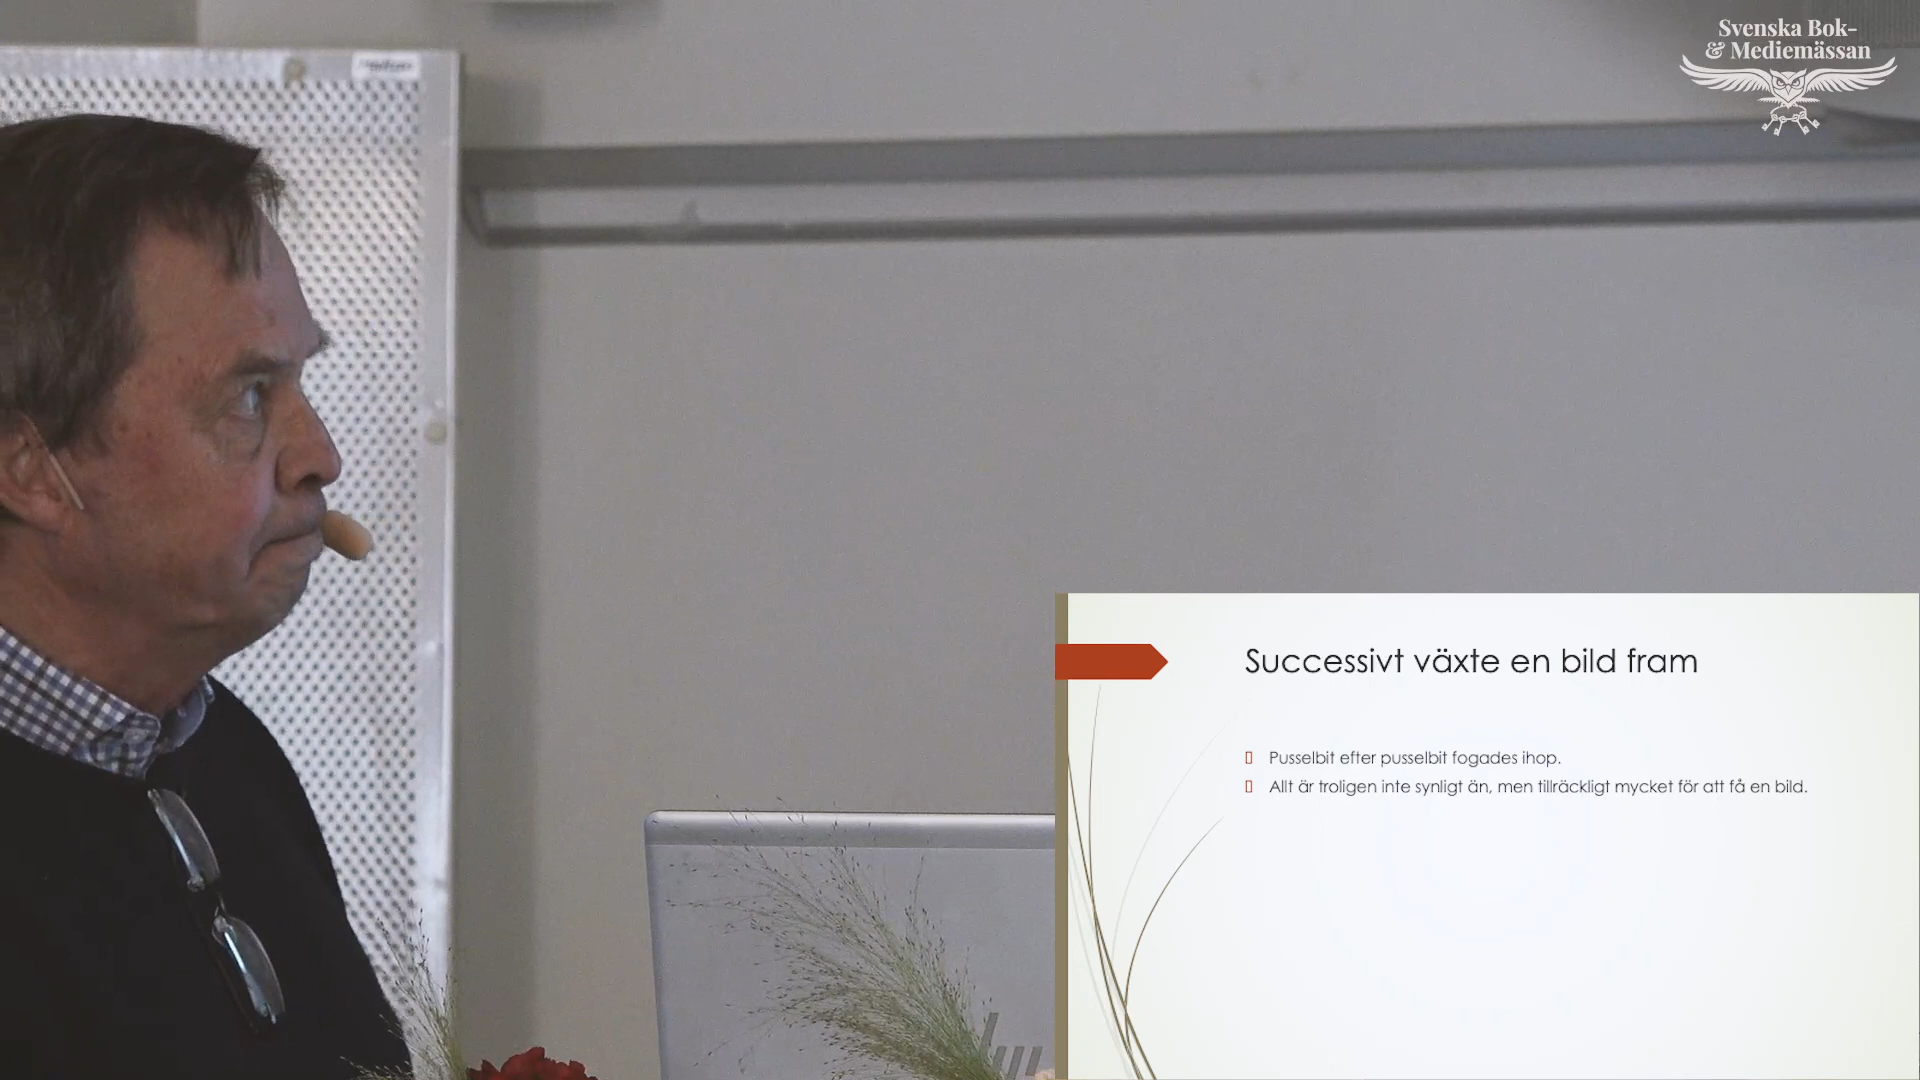 Svenska Bok-
& Mediemässan
Successivt växte en bild fram
Pusselbit efter pusselbit fogades ihop.
Allt är troligen inte synligt än, men tillräckligt mycket för att få en bild.
hp